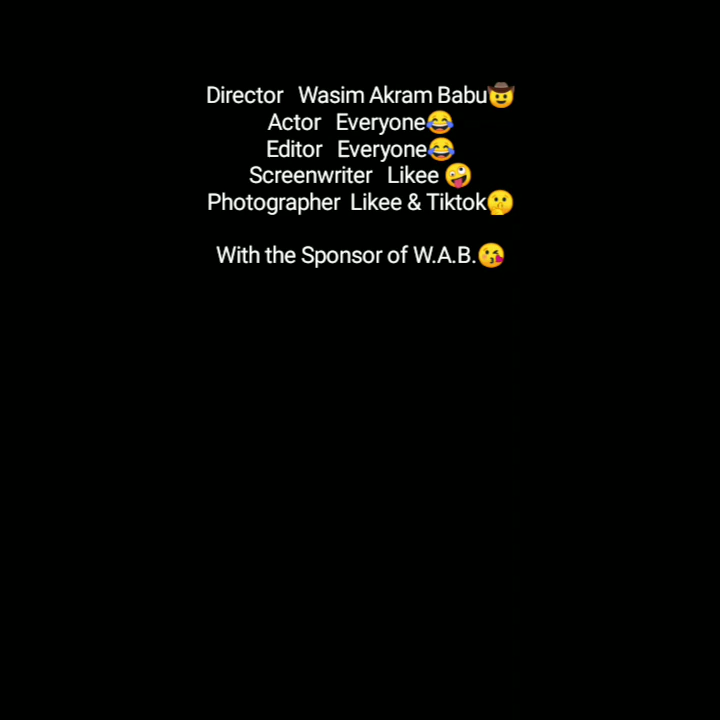 Director Wasim Akram Babu🤠
Actor Everyone😂
Editor Everyone😂
Screenwriter Likee 🤪
Photographer Likee & Tiktok🤫
With the Sponsor of W.A.B.😘